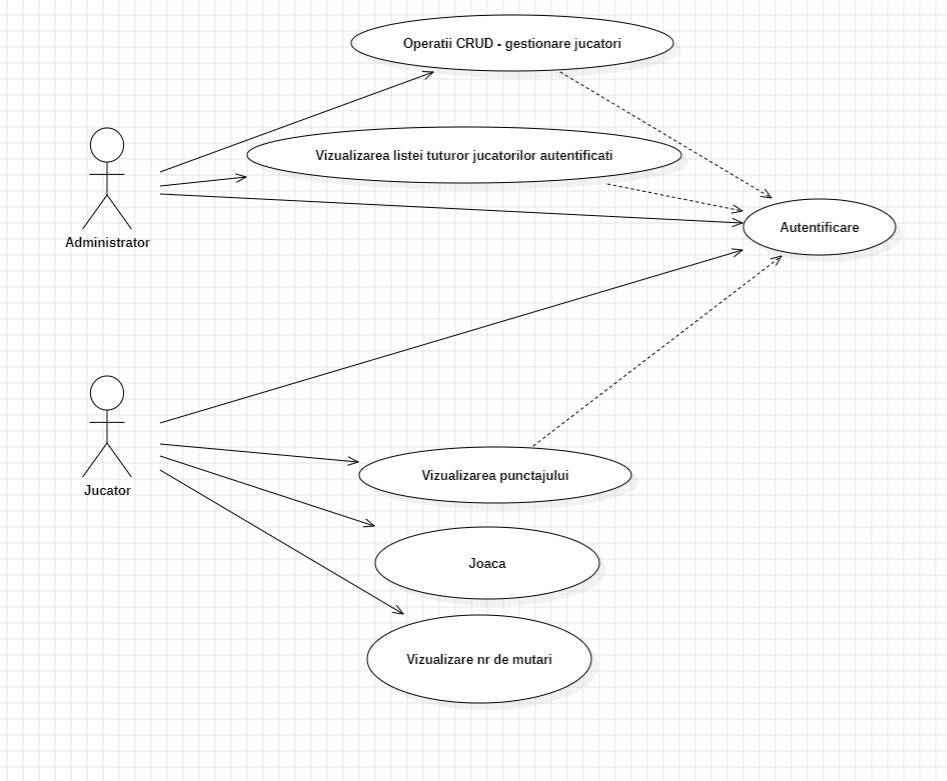 Operatii CRUD - gestionare jucatori
Vizualizarea listei tuturor jucatorilor autentificati
Autentificare
Administrator
Jucator
Vizualizarea punctajului
Joaca
Vizualizare nr de mutari